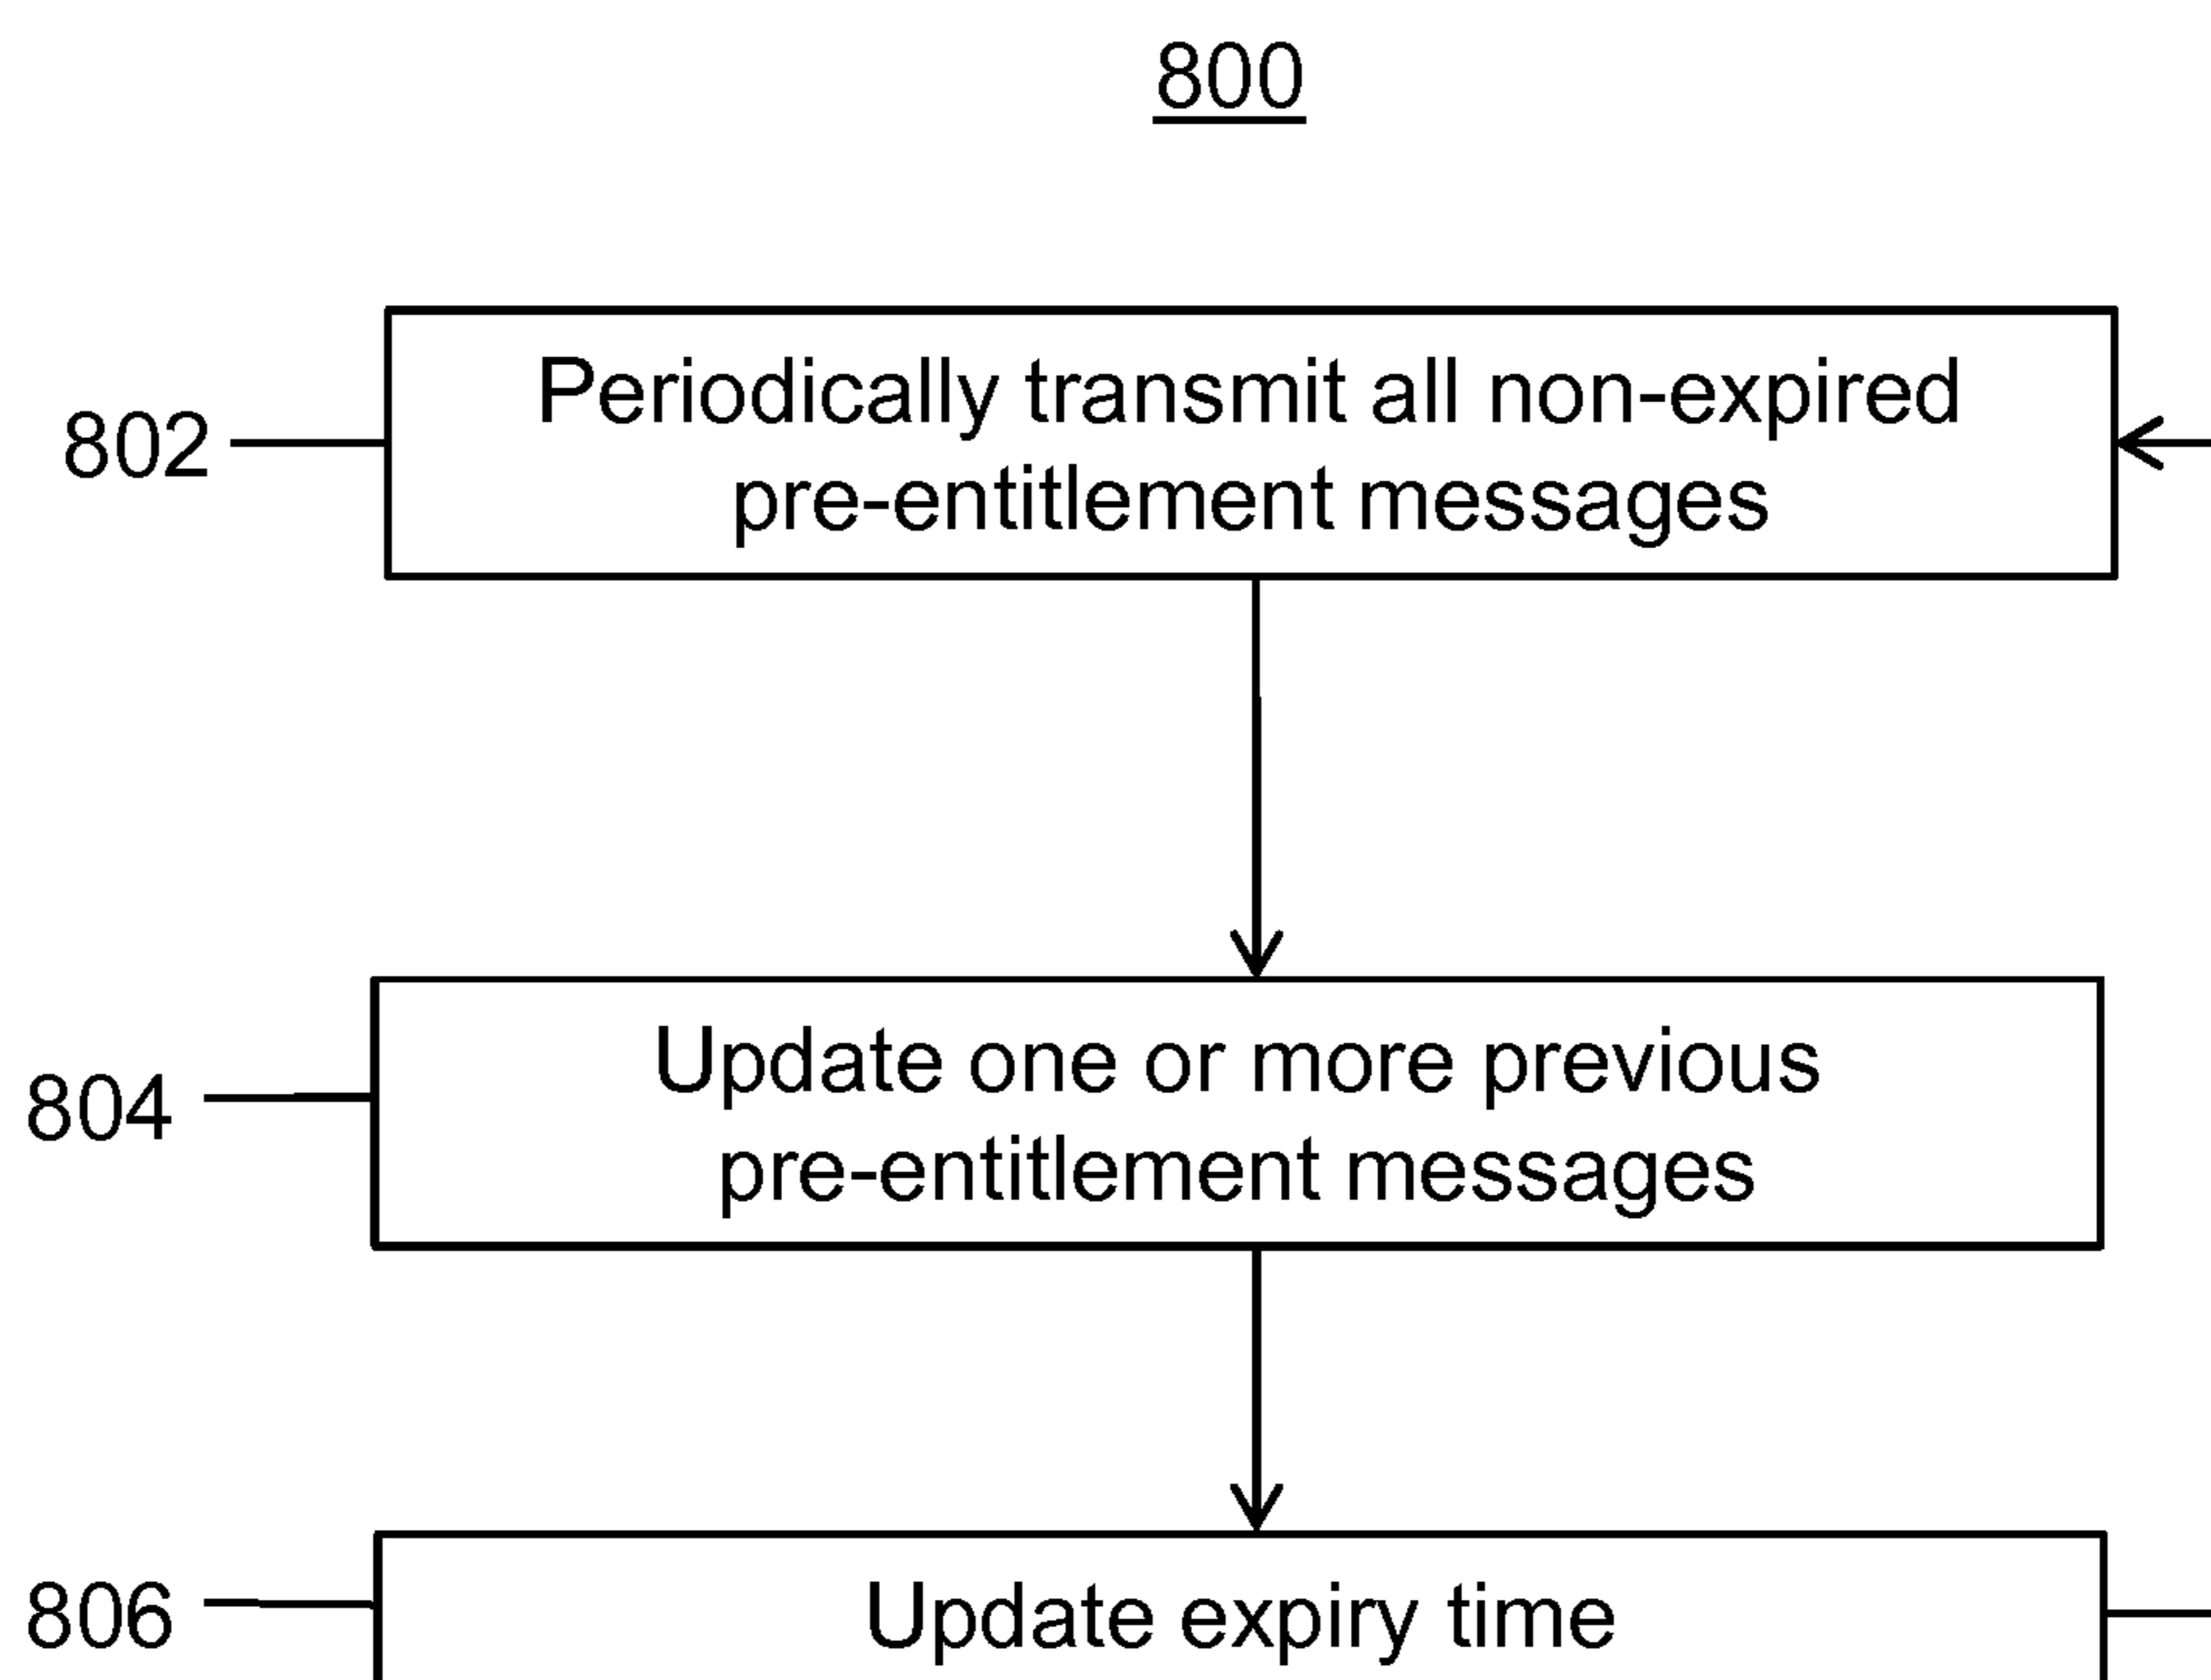 800
802
Periodically transmit all non-expired
pre-entitlement messages
804
Update one or more previous
pre-entitlement messages
806
Update expiry time